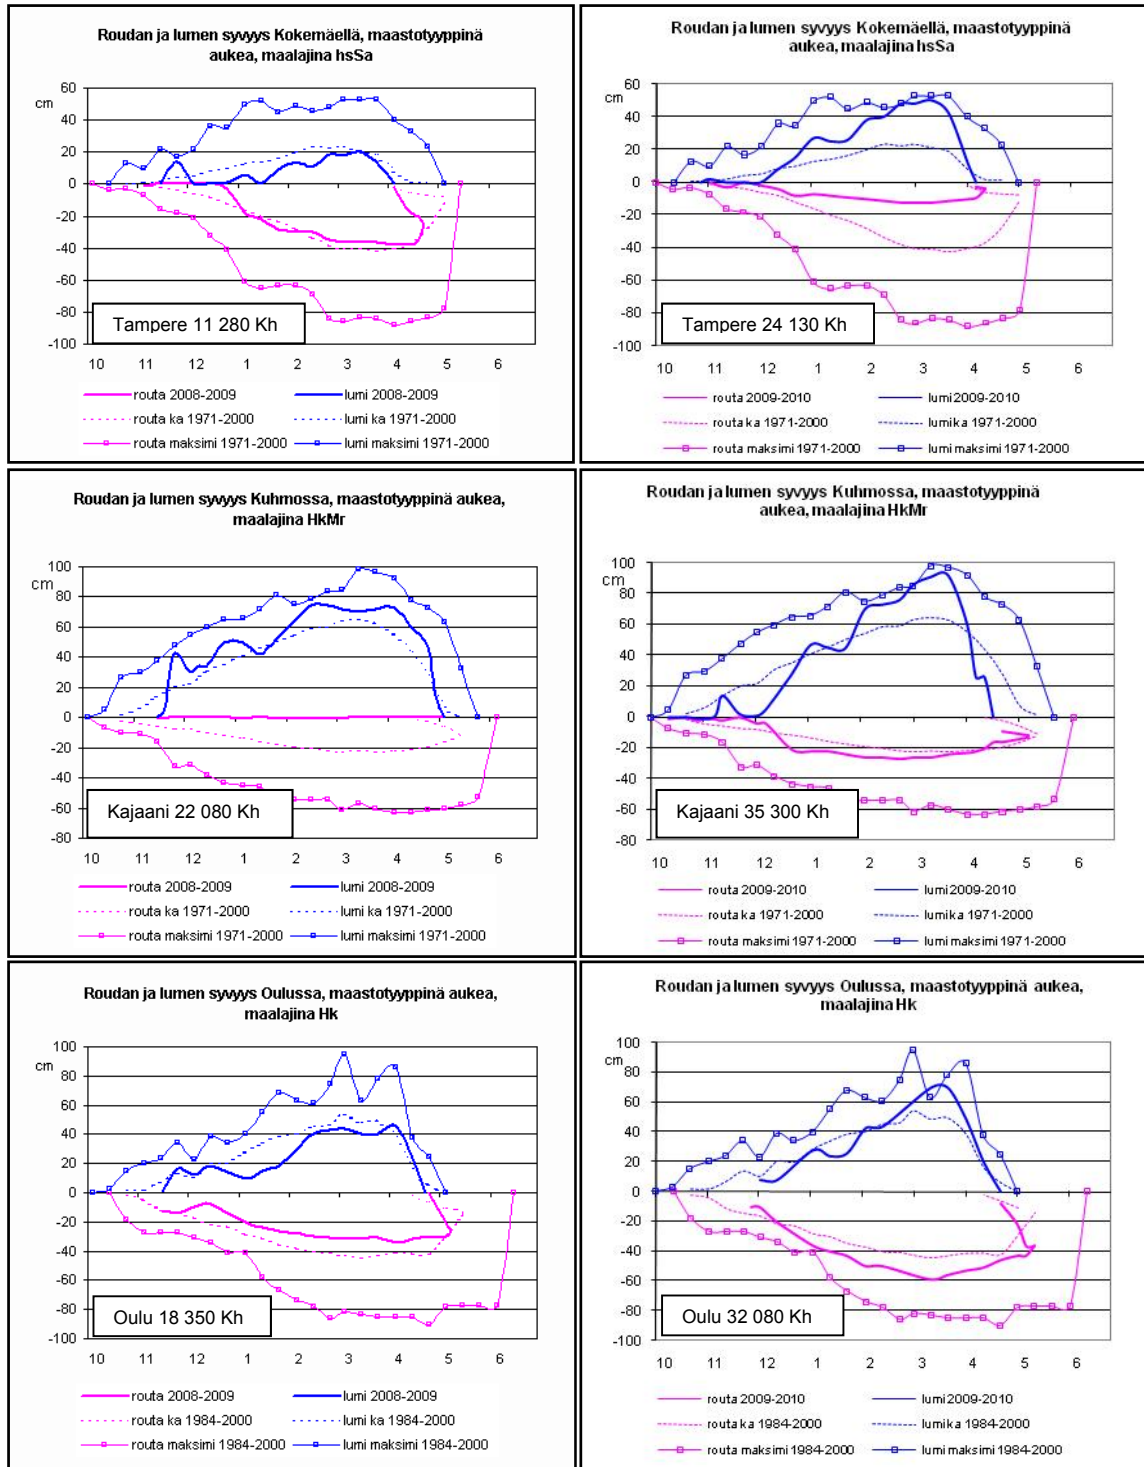 Roudan ja lumen syvyys Kokemäellä, maastotyyppinä
aukea, maalajina hsSa
60
cm
40
20
0
-20
-40
-60
-80
-100
Tampere 11 280 Kh
10 11 12 1 2 3 4 5 6
routa 2008-2009 lumi 2008-2009
routa ka 1971-2000 lumi ka 1971-2000
routa maksimi 1971-2000 lumi maksimi 1971-2000
Roudan ja lumen syvyys Kokemäellä, maastotyyppinä
aukea, maalajina hsSa
60
cm
40
20
0
-20
-40
-60
-80
-100
Tampere 24 130 Kh
10 11 12 1 2 3 4 5 6
routa 2009-2010 lumi 2009-2010
routa ka 1971-2000 lumi ka 1971-2000
routa maksimi 1971-2000 lumi maksimi 1971-2000
Roudan ja lumen syvyys Kuhmossa, maastotyyppinä aukea,
maalajina HkMr
100
cm
80
60
40
20
0
-20
-40
-60
-80
Kajaani 22 080 Kh
10 11 12 1 2 3 4 5 6
routa 2008-2009 lumi 2008-2009
routa ka 1971-2000 lumi ka 1971-2000
routa maksimi 1971-2000 lumi maksimi 1971-2000
Roudan ja lumen syvyys Kuhmossa, maastotyyppinä
aukea, maalajina HkMr
100
cm
80
60
40
20
0
-20
-40
-60
-80
Kajaani 35 300 Kh
10 11 12 1 2 3 4 5 6
routa 2009-2010 lumi 2009-2010
routa ka 1971-2000 lumi ka 1971-2000
routa maksimi 1971-2000 lumi maksimi 1971-2000
Roudan ja lumen syvyys Oulussa, maastotyyppinä aukea,
maalajina Hk
100
cm
80
60
40
20
0
-20
-40
-60
-80
-100
Oulu 18 350 Kh
10 11 12 1 2 3 4 5 6
routa 2008-2009 lumi 2008-2009
routa ka 1984-2000 lumi ka 1984-2000
routa maksimi 1984-2000 lumi maksimi 1984-2000
Roudan ja lumen syvyys Oulussa, maastotyyppinä aukea,
maalajina Hk
100
cm
80
60
40
20
0
-20
-40
-60
-80
-100
Oulu 32 080 Kh
10 11 12 1 2 3 4 5 6
routa 2009-2010 lumi 2009-2010
routa ka 1984-2000 lumi ka 1984-2000
routa maksimi 1984-2000 lumi maksimi 1984-2000